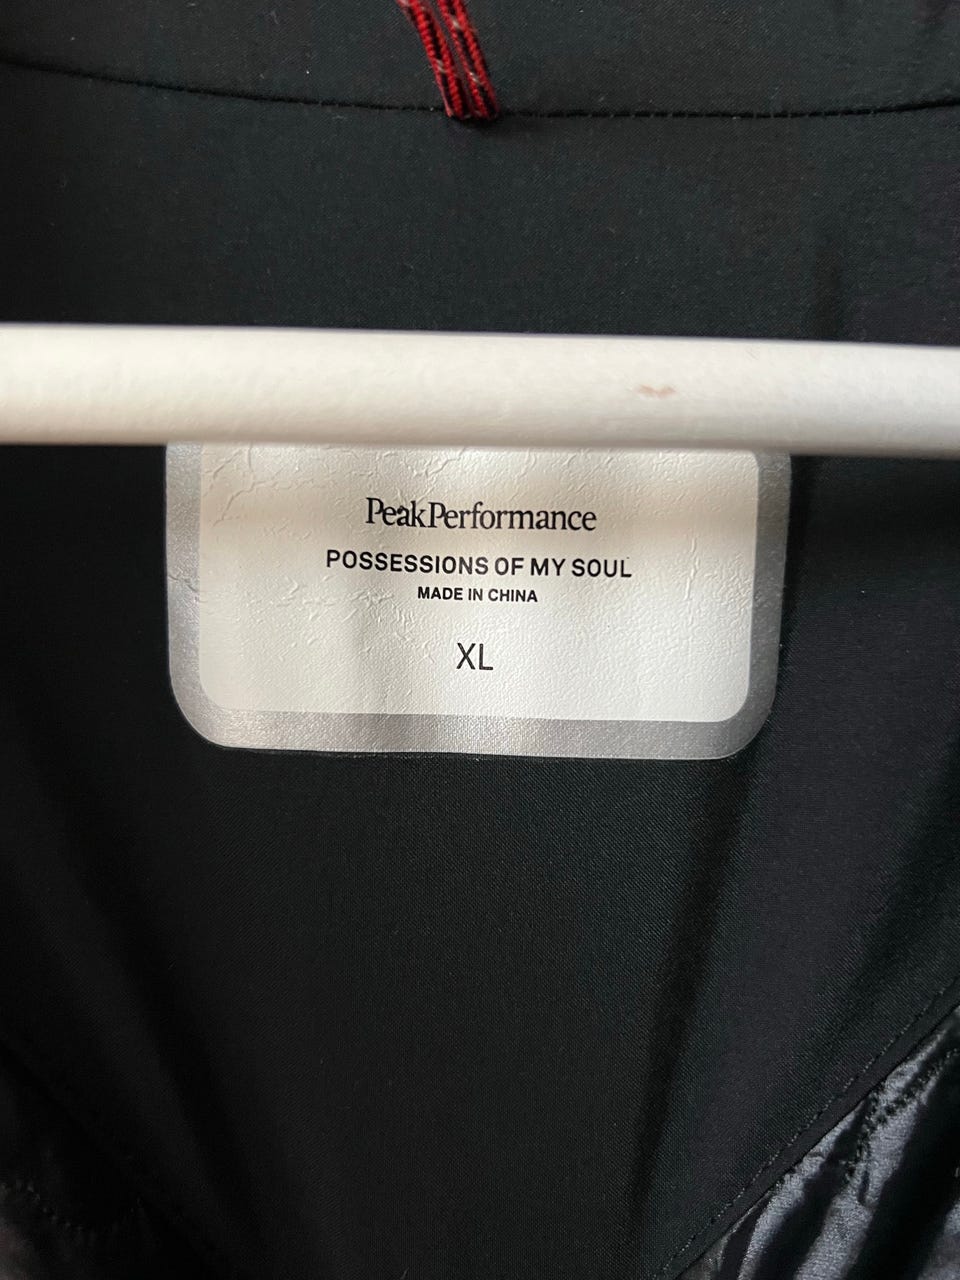 PeakPerformance
POSSESSIONS OF MY SOUL
MADE IN CHINA
XL